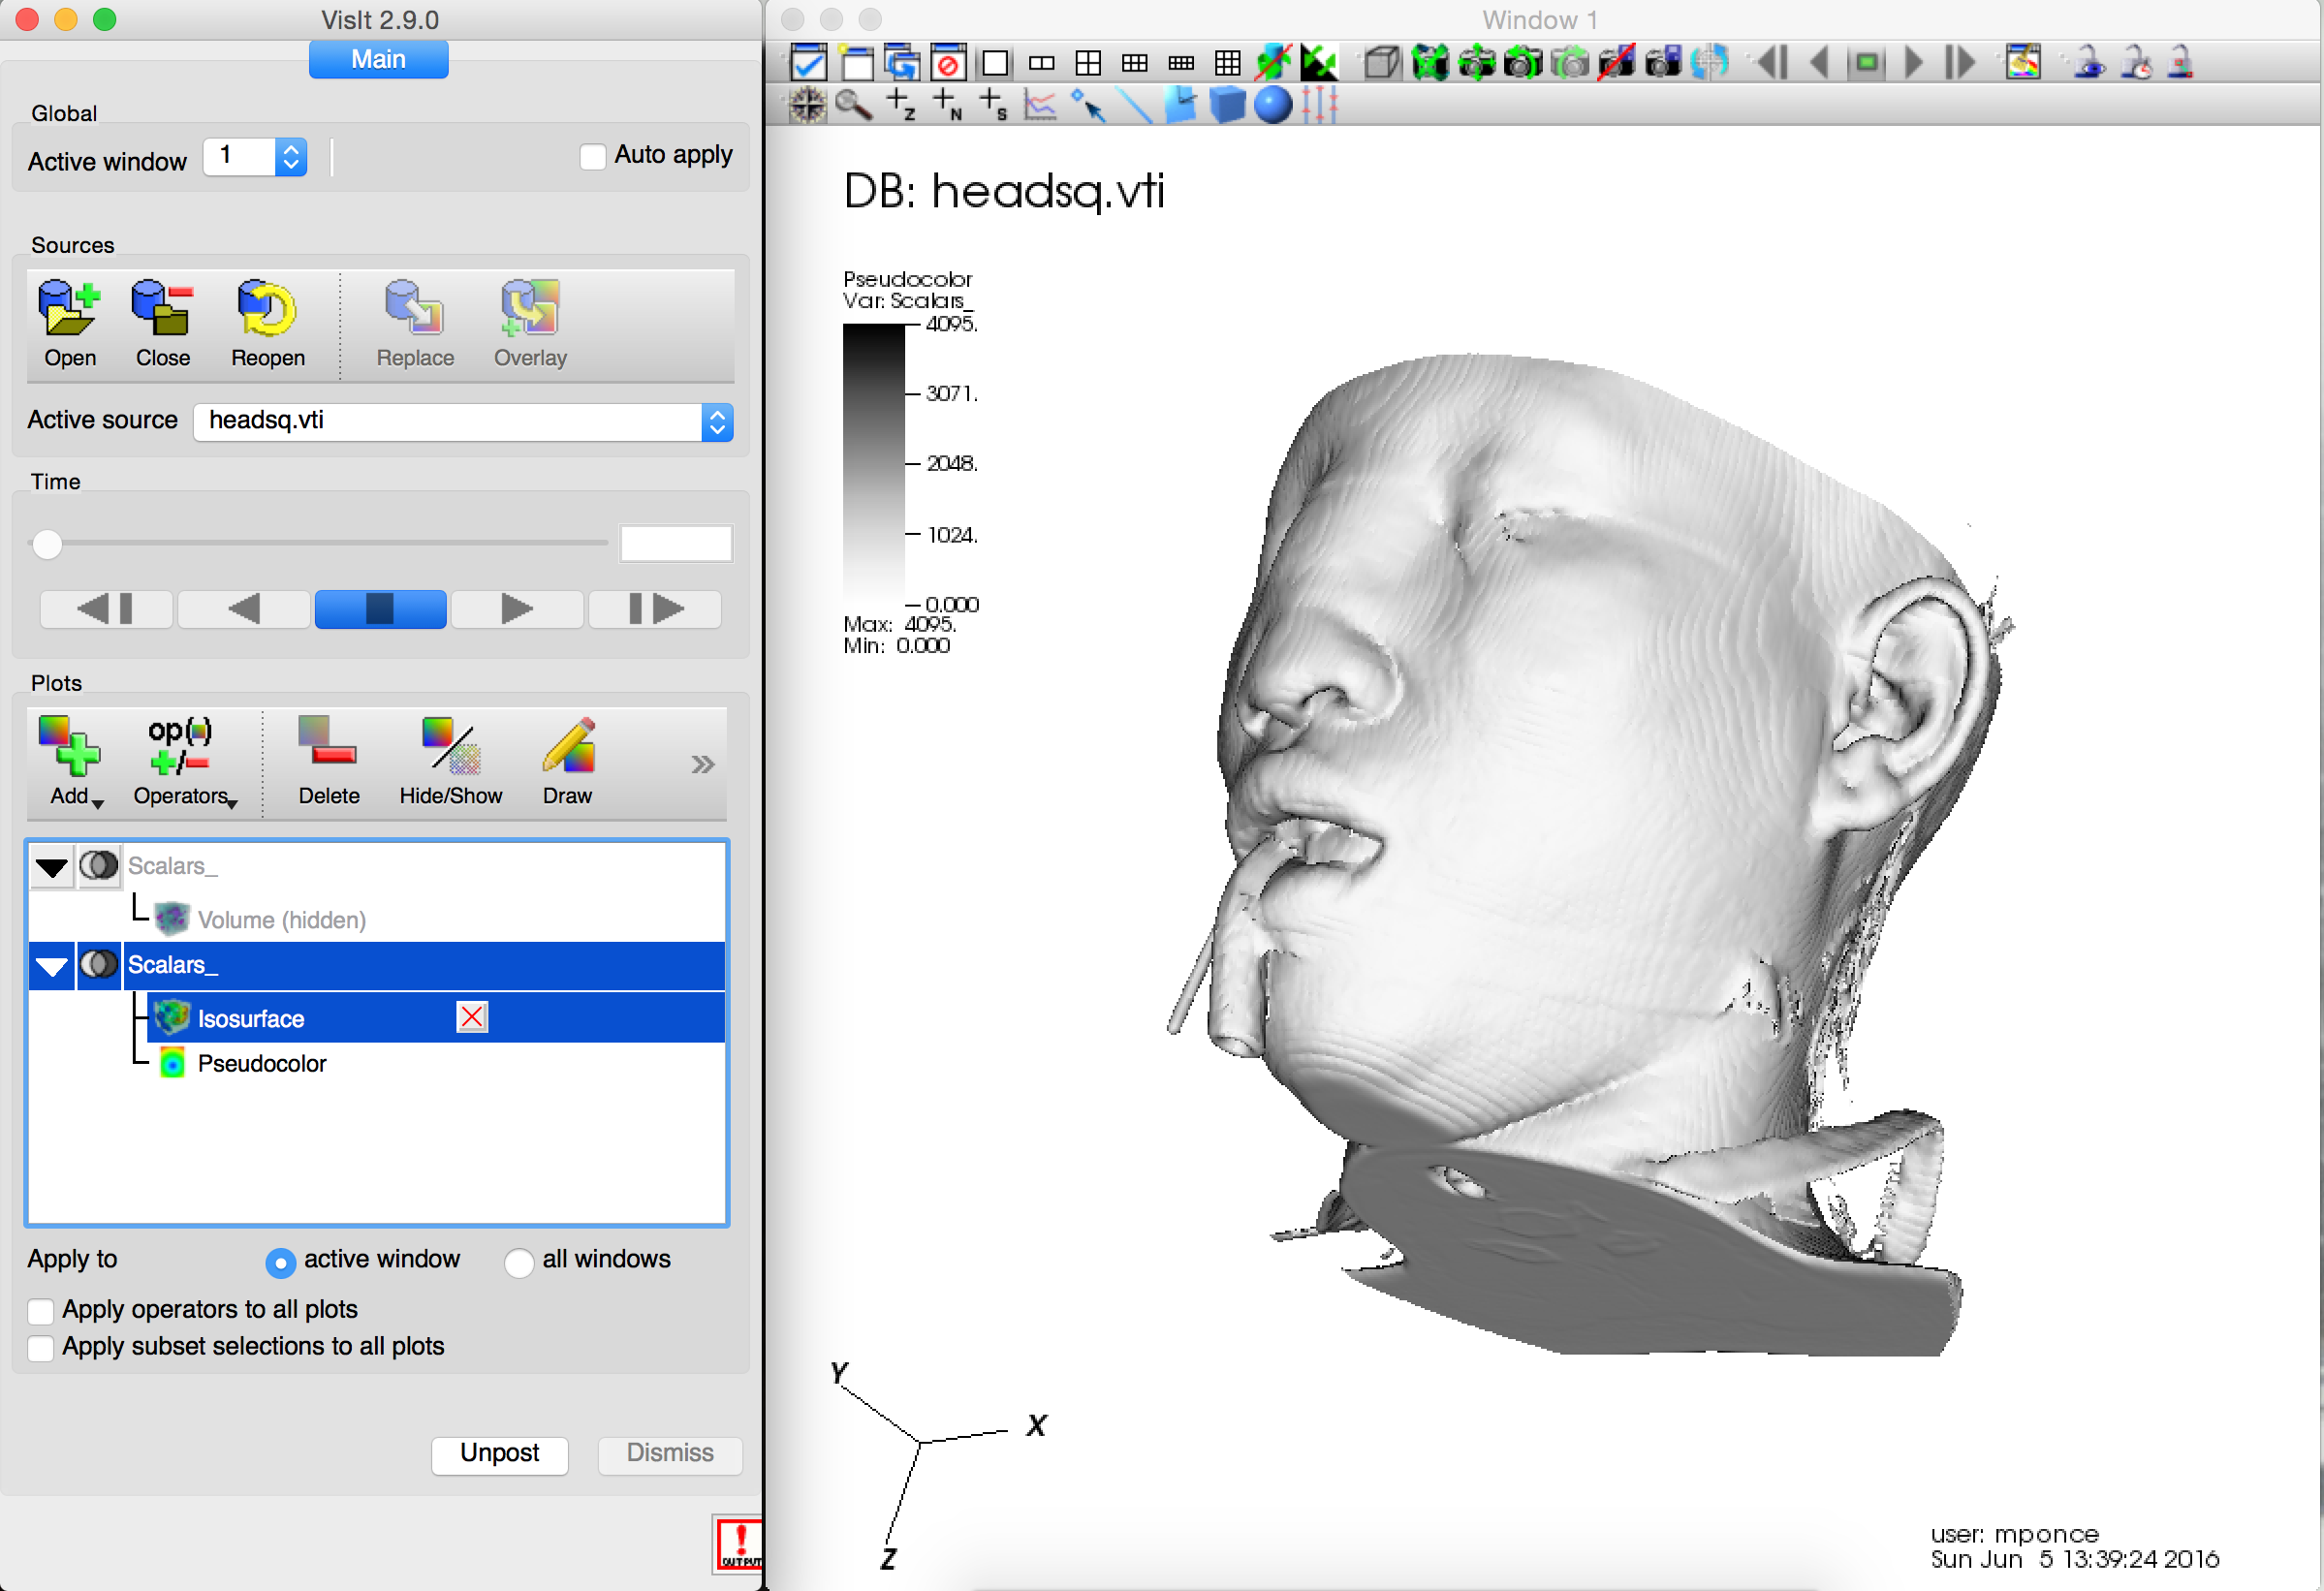 VisIt 2.9.0
Main
Global
Active window 1 Auto apply
Sources
Open Close Reopen Replace Overlay
Active source headsq.vti
Time
Plots
op( )
+/-
Add Operators Delete Hide/Show Draw »
Scalars_
Volume (hidden)
Scalars_
Isosurface
Pseudocolor
Apply to active window all windows
Apply operators to all plots
Apply subset selections to all plots
Unpost Dismiss
! OUTPUT
Window 1
Z N S
DB: headsq.vti
Pseudocolor
Var: Scalars_
4095.
3071.
2048.
1024.
0.000
Max: 4095.
Min: 0.000
Y
X
Z
user: mponce
Sun Jun 5 13:39:24 2016